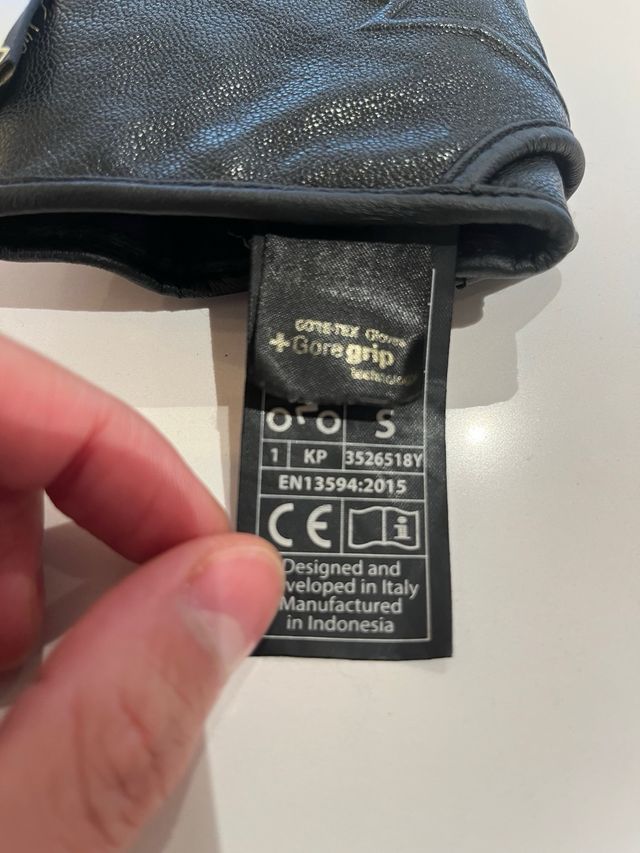 GORE-TEX Gloves
+Gore grip
technology
S
1 KP 3526518Y
EN13594:2015
CE i
Designed and
veloped in Italy
Manufactured
in Indonesia